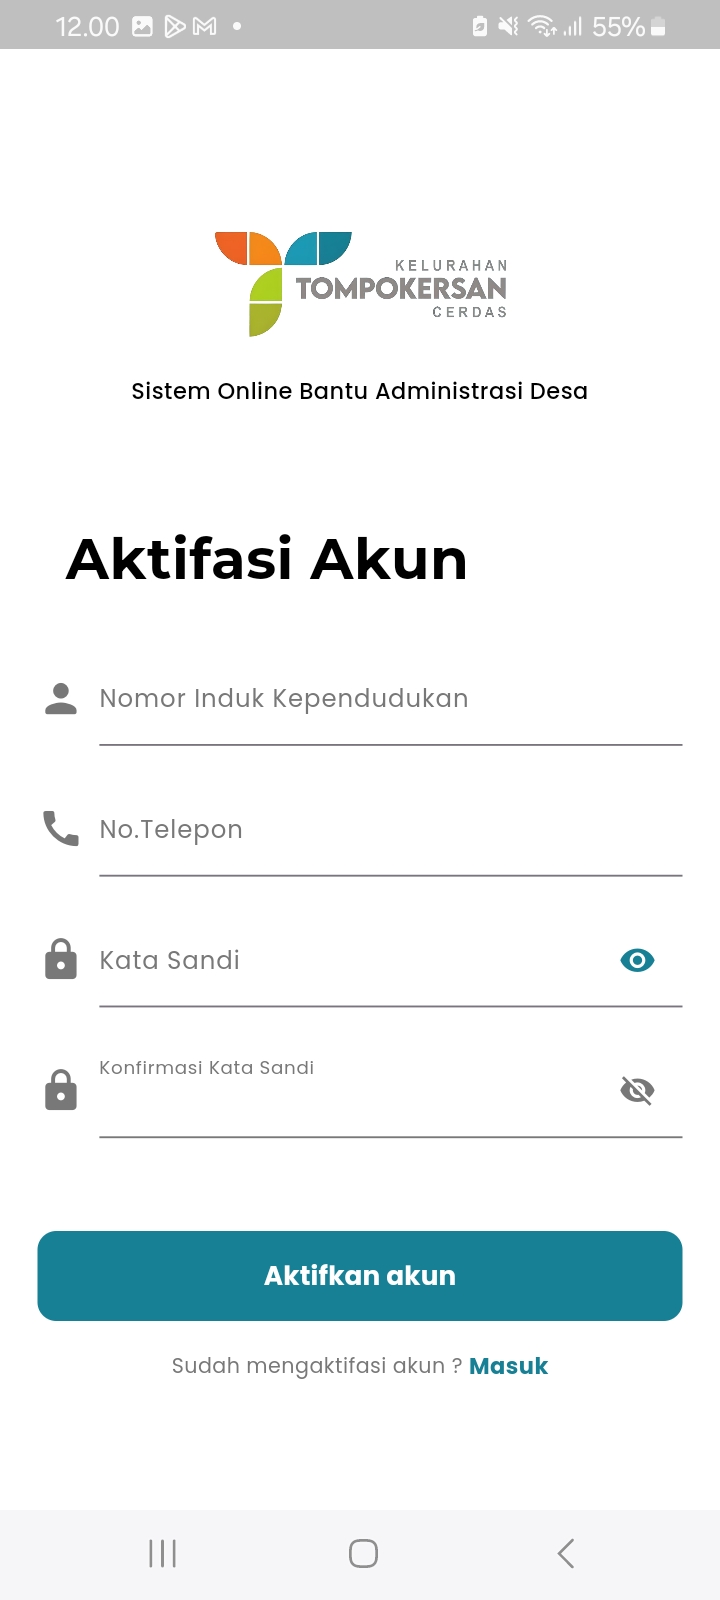 12.00
55%
KELURAHAN
TOMPOKERSAN
CERDAS
Sistem Online Bantu Administrasi Desa
Aktifasi Akun
Nomor Induk Kependudukan
No.Telepon
Kata Sandi
Konfirmasi Kata Sandi
Aktifkan akun
Sudah mengaktifasi akun ? Masuk